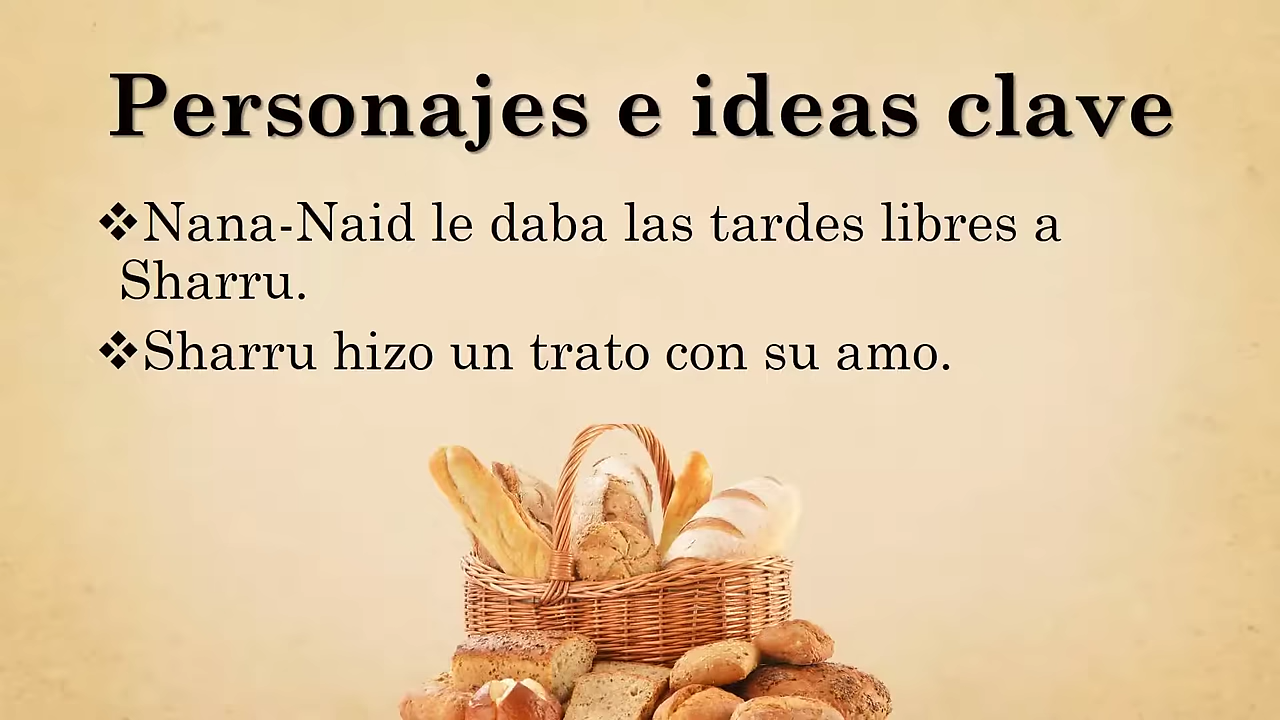 Personajes e ideas clave
❖Nana-Naid le daba las tardes libres a
Sharru.
❖Sharru hizo un trato con su amo.